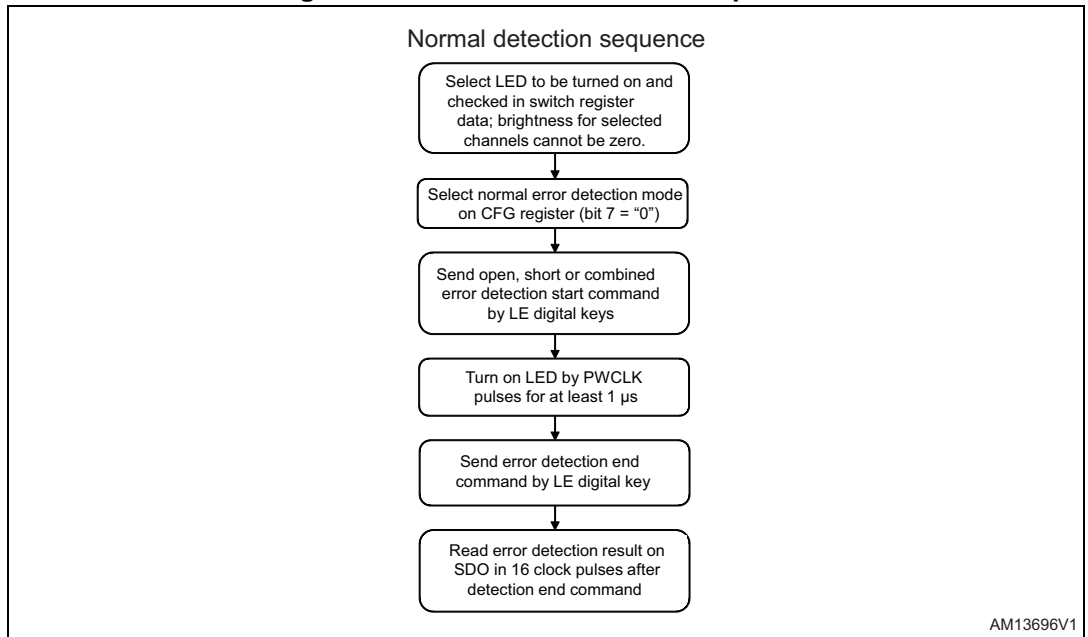 Normal detection sequence
Select LED to be turned on and
checked in switch register
data; brightness for selected
channels cannot be zero.
Select normal error detection mode
on CFG register (bit 7 = “0”)
Send open, short or combined
error detection start command
by LE digital keys
Turn on LED by PWCLK
pulses for at least 1 μs
Send error detection end
command by LE digital key
Read error detection result on
SDO in 16 clock pulses after
detection end command
AM13696V1